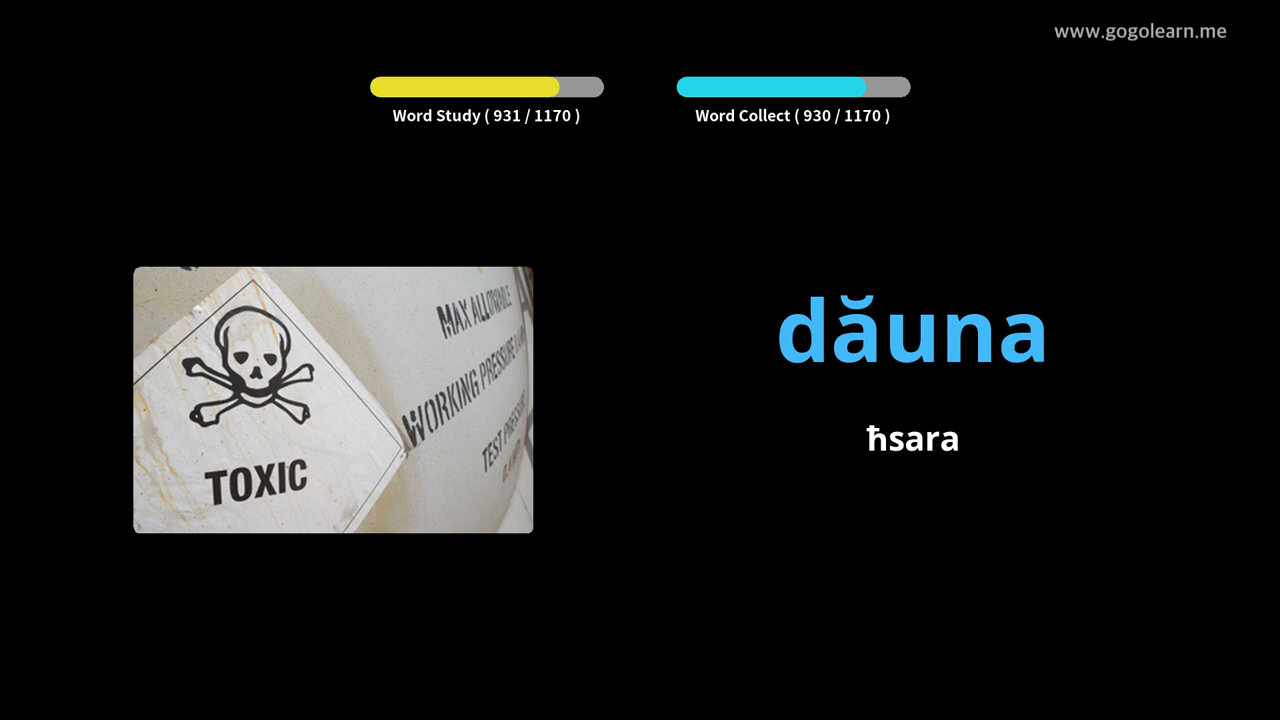 www.gogolearn.me
Word Study ( 931 / 1170 )
Word Collect ( 930 / 1170 )
MAX ALLOWABLE
WORKING PRESSURE
TEST PRESSURE
TOXIC
dăuna
ħsara